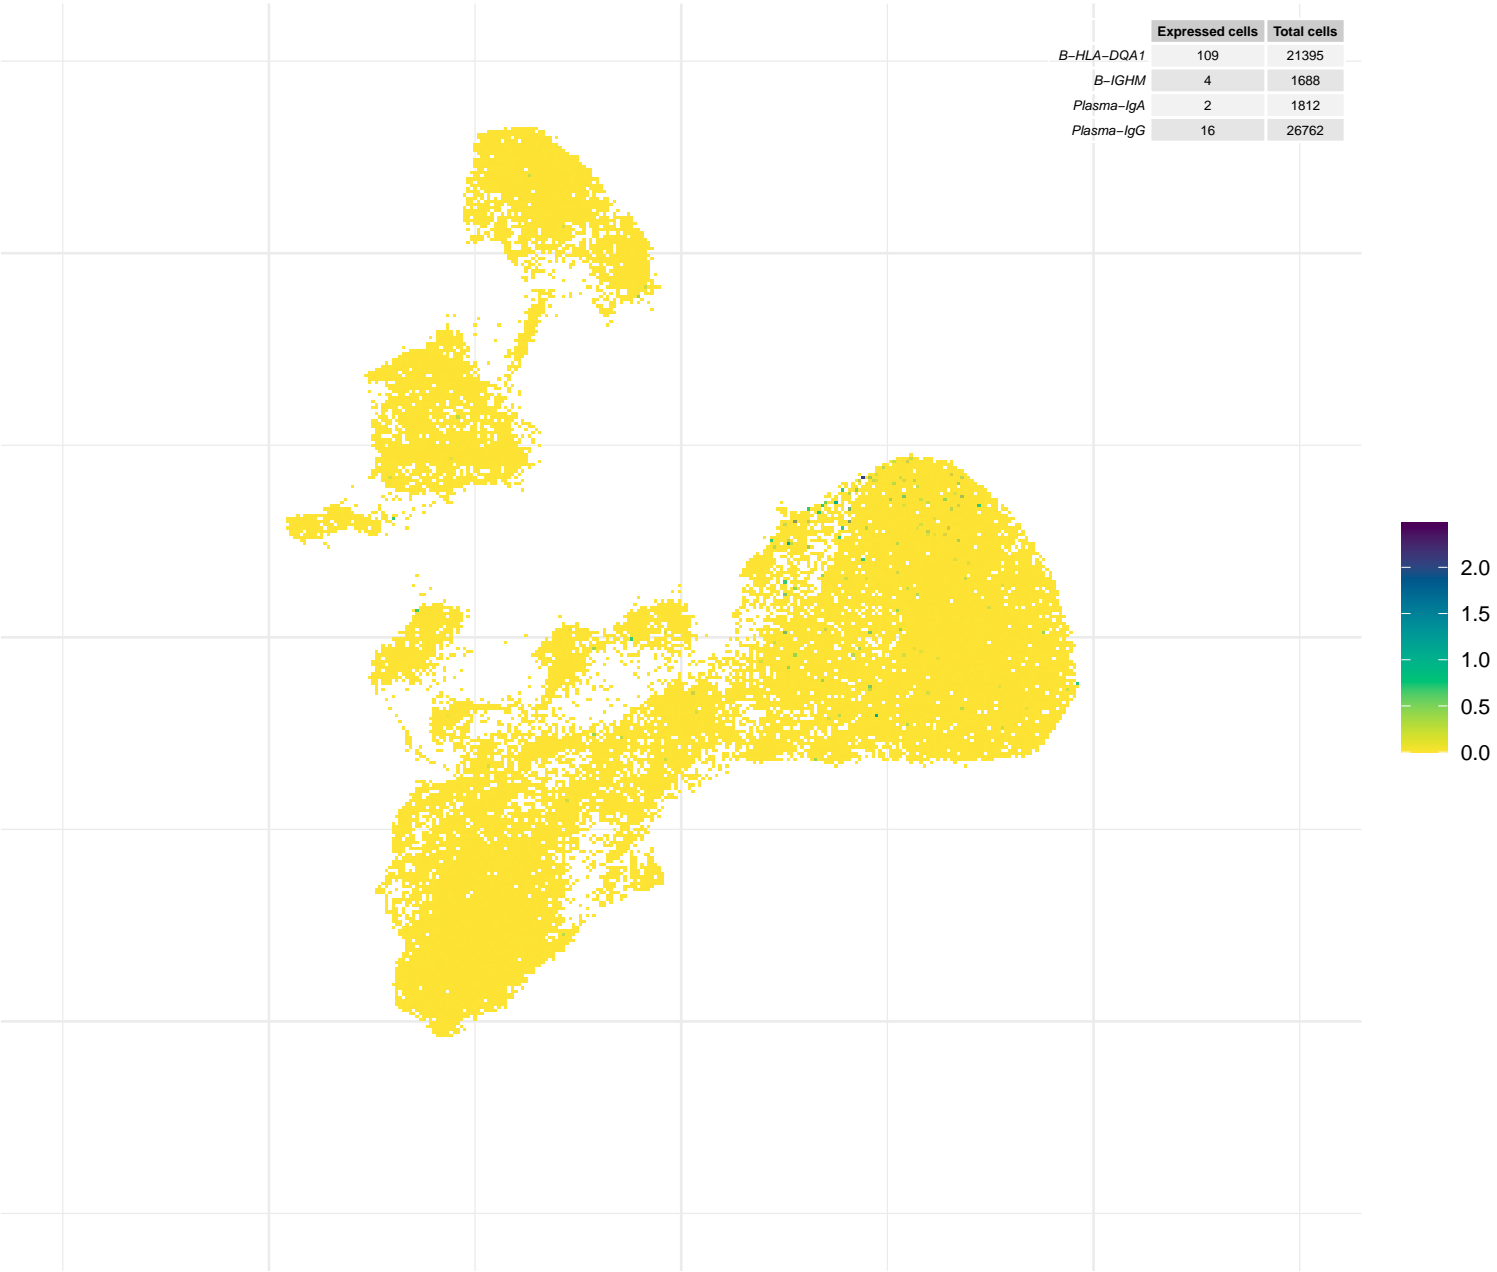 Expressed cells Total cells
B-HLA-DQA1 109 21395
B-IGHM 4 1688
Plasma-IgA 2 1812
Plasma-IgG 16 26762
2.0
1.5
1.0
0.5
0.0